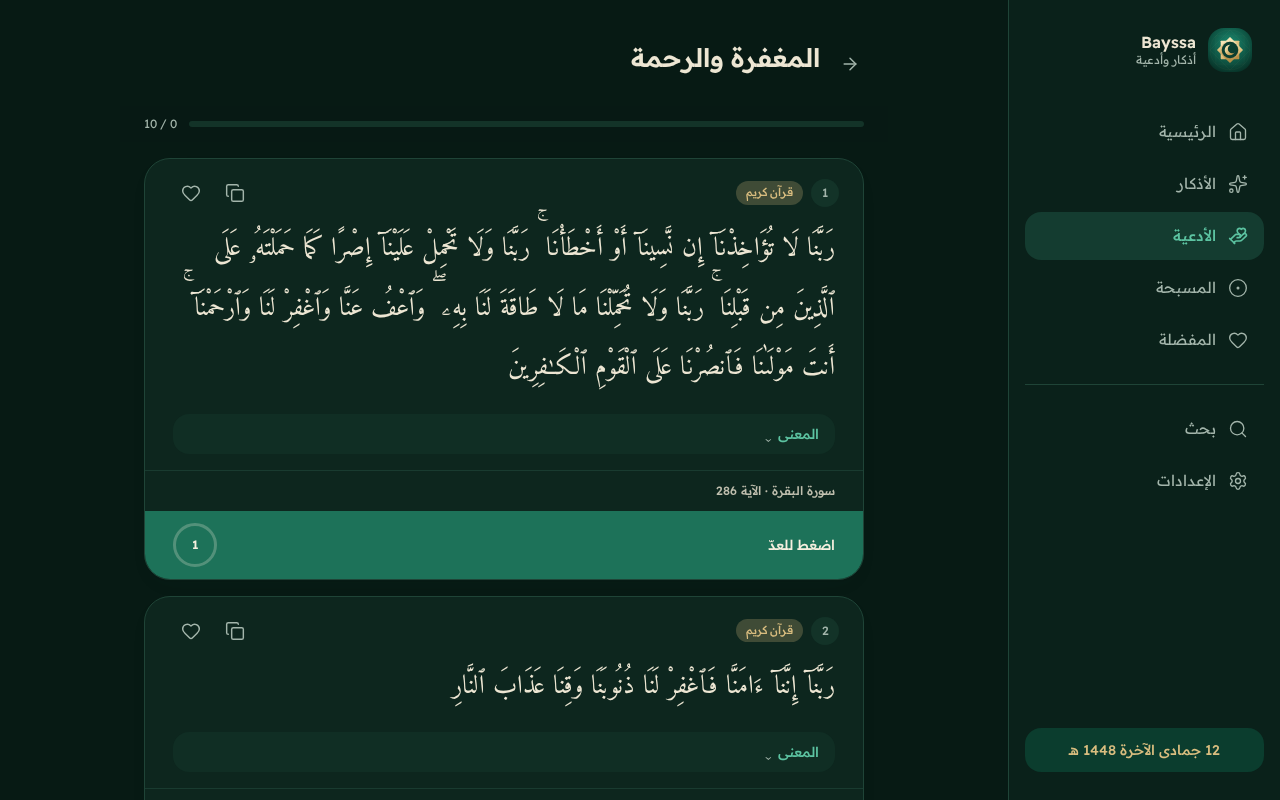 Bayssa
أذكار وأدعية
الرئيسية
الأذكار
الأدعية
المسبحة
المفضلة
بحث
الإعدادات
12 جمادى الآخرة 1448 هـ
المغفرة والرحمة
0 / 10
1
قرآن كريم
رَبَّنَا لَا تُؤَاخِذْنَآ إِن نَّسِينَآ أَوْ أَخْطَأْنَا ۚ رَبَّنَا وَلَا تَحْمِلْ عَلَيْنَآ إِصْرًا كَمَا حَمَلْتَهُۥ عَلَى
ٱلَّذِينَ مِن قَبْلِنَا ۚ رَبَّنَا وَلَا تُحَمِّلْنَا مَا لَا طَاقَةَ لَنَا بِهِۦ ۖ وَٱعْفُ عَنَّا وَٱغْفِرْ لَنَا وَٱرْحَمْنَآ ۚ
أَنتَ مَوْلَىٰنَا فَٱنصُرْنَا عَلَى ٱلْقَوْمِ ٱلْكَـٰفِرِينَ
المعنى
سورة البقرة · الآية 286
اضغط للعدّ
1
2
قرآن كريم
رَبَّنَآ إِنَّنَآ ءَامَنَّا فَٱغْفِرْ لَنَا ذُنُوبَنَا وَقِنَا عَذَابَ ٱلنَّارِ
المعنى